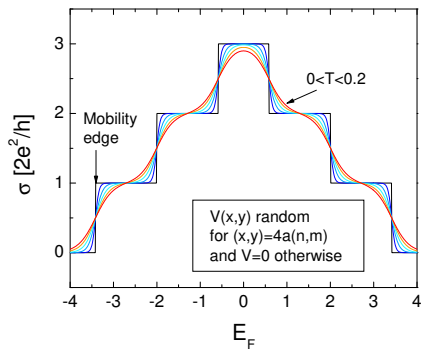 3
2
1
0
σ [2e²/h]
0<T<0.2
Mobility
edge
V(x,y) random
for (x,y)=4a(n,m)
and V=0 otherwise
-4 -3 -2 -1 0 1 2 3 4
E_F